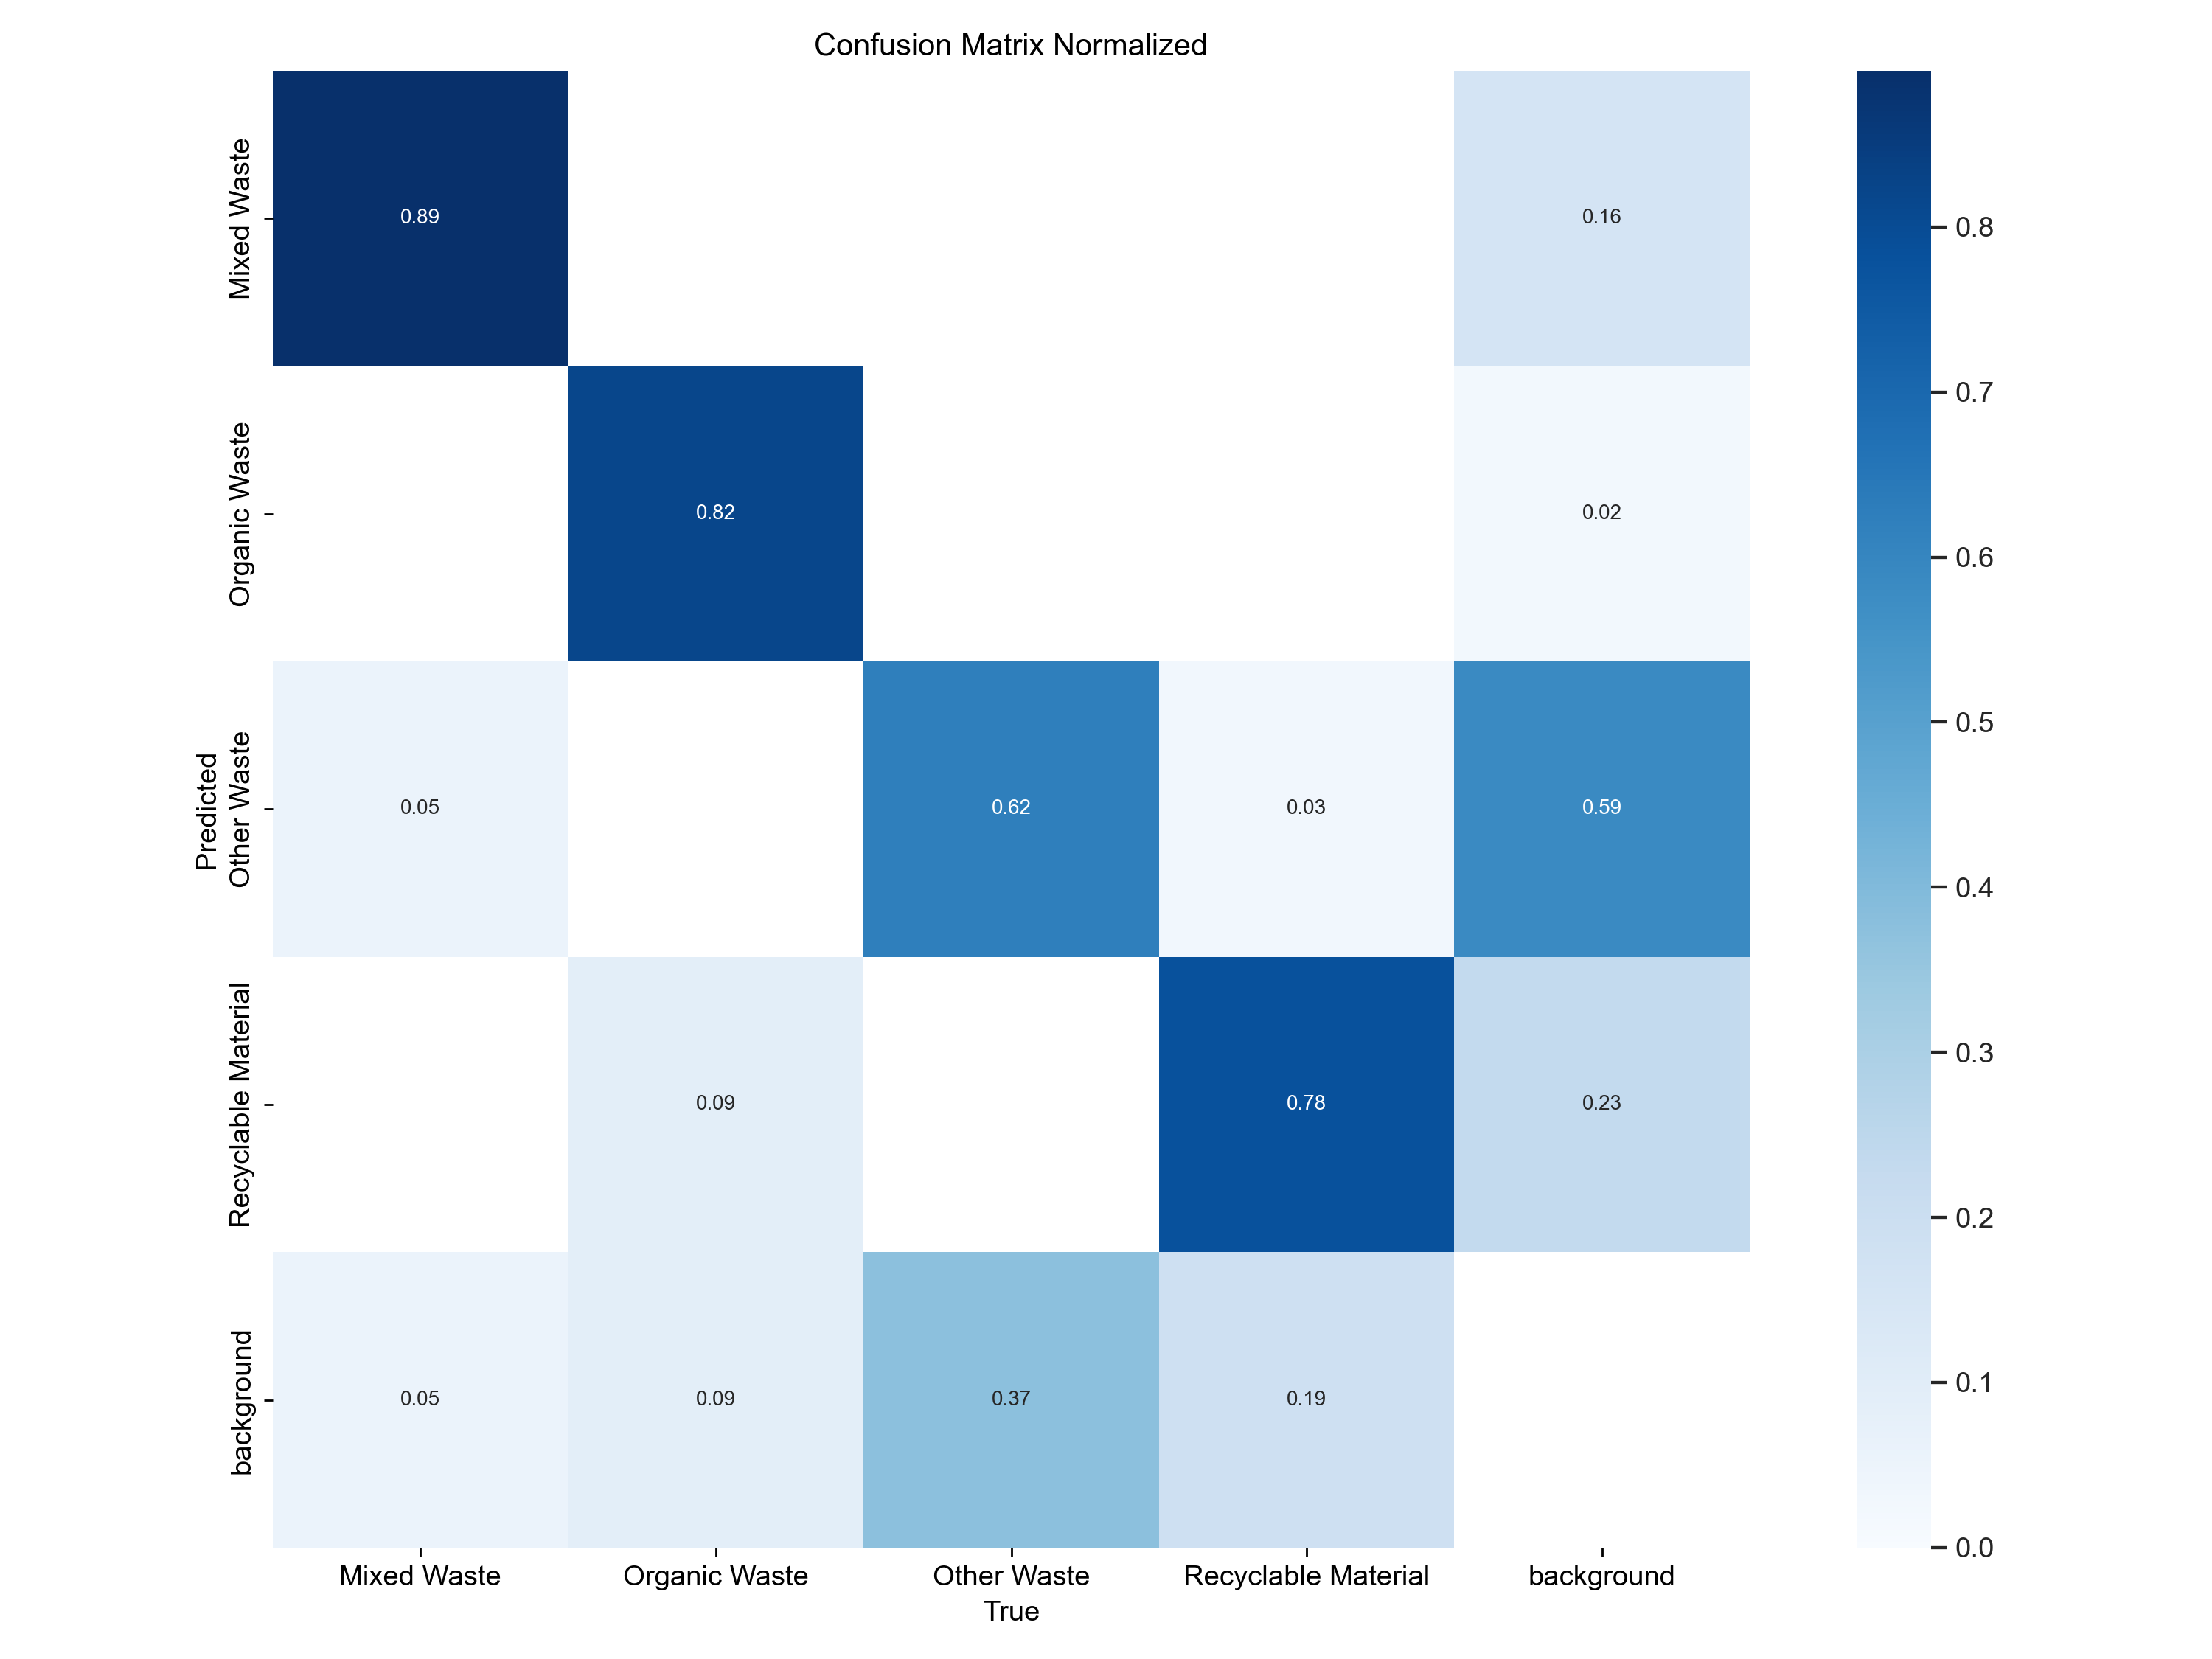 Confusion Matrix Normalized
Mixed Waste
0.89
0.16
0.8
0.7
Organic Waste
0.82
0.02
0.6
0.5
Predicted
Other Waste
0.05
0.62
0.03
0.59
0.4
0.3
Recyclable Material
0.09
0.78
0.23
0.2
0.1
background
0.05
0.09
0.37
0.19
0.0
Mixed Waste
Organic Waste
Other Waste
Recyclable Material
background
True